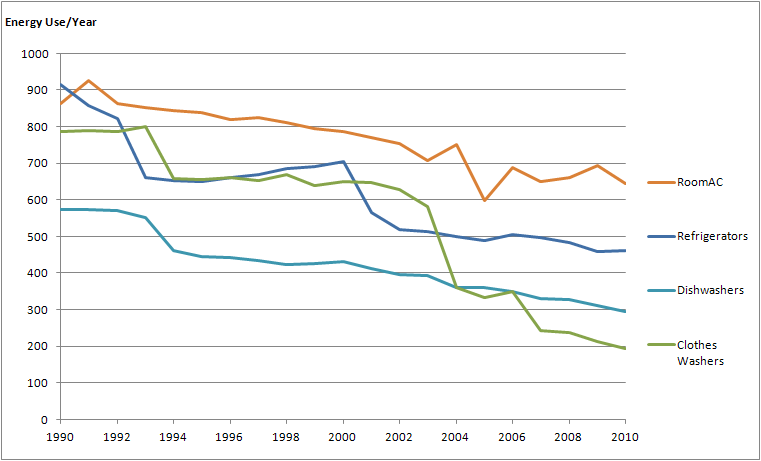 Energy Use/Year
1000
900
800
700
600
500
400
300
200
100
0
1990 1992 1994 1996 1998 2000 2002 2004 2006 2008 2010
RoomAC
Refrigerators
Dishwashers
Clothes
Washers